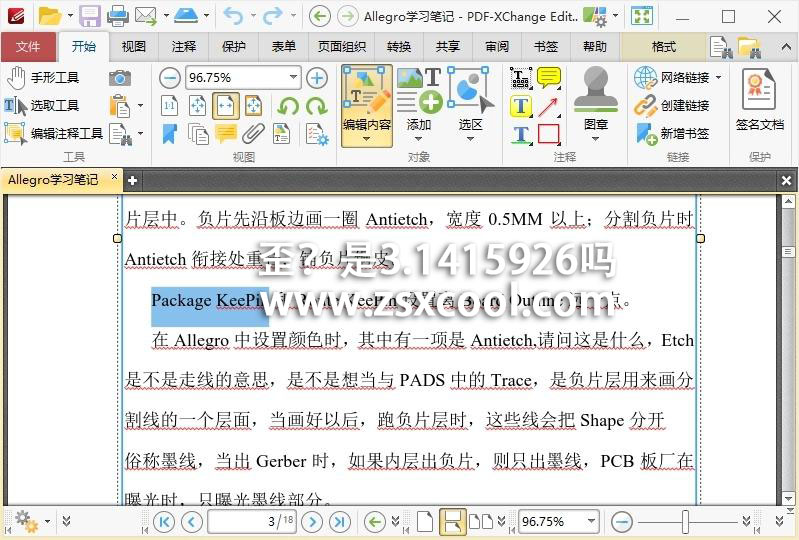 Allegro学习笔记 - PDF-XChange Edit..
文件 开始 视图 注释 保护 表单 页面组织 转换 共享 审阅 书签 帮助 格式
手形工具
选取工具
编辑注释工具
工具
96.75%
1:1
视图
编辑内容
添加
选区
对象
注释
图章
网络链接
创建链接
新增书签
链接
签名文档
保护
Allegro学习笔记
片层中。负片先沿板边画一圈 Antietch，宽度 0.5MM 以上；分割负片时
Antietch 衔接处重
歪？是3.1415926吗
Package KeePi
www.zsxcool.com
在 Allegro 中设置颜色时，其中有一项是 Antietch,请问这是什么，Etch
是不是走线的意思，是不是想当与 PADS 中的 Trace，是负片层用来画分
割线的一个层面，当画好以后，跑负片层时，这些线会把 Shape 分开
俗称墨线，当出 Gerber 时，如果内层出负片，则只出墨线，PCB 板厂在
曝光时，只曝光墨线部分。
3 /18
96.75%